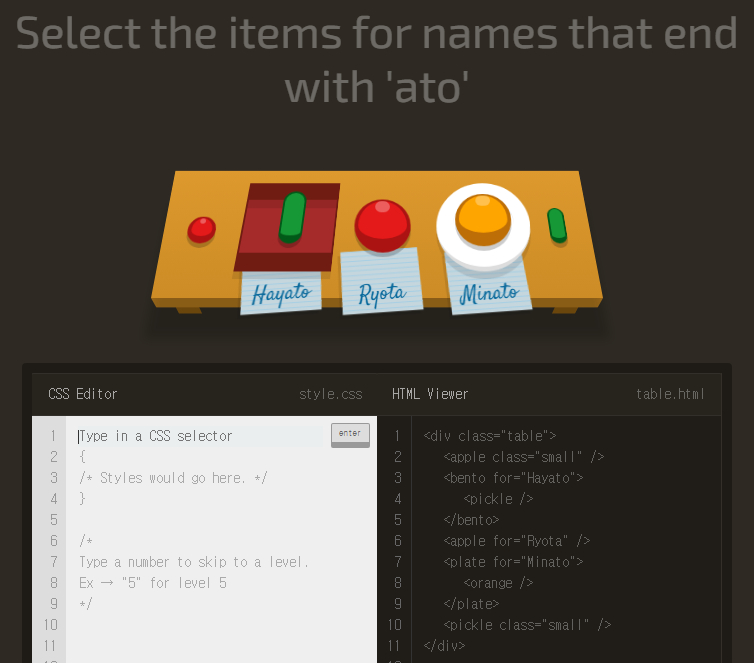 Select the items for names that end
with 'ato'
Hayato
Ryota
Minato
CSS Editor
style.css
HTML Viewer
table.html
1 Type in a CSS selector
enter
2 {
3 /* Styles would go here. */
4 }
5
6 /*
7 Type a number to skip to a level.
8 Ex → "5" for level 5
9 */
10
11
1 <div class="table">
2 <apple class="small" />
3 <bento for="Hayato">
4 <pickle />
5 </bento>
6 <apple for="Ryota" />
7 <plate for="Minato">
8 <orange />
9 </plate>
10 <pickle class="small" />
11 </div>